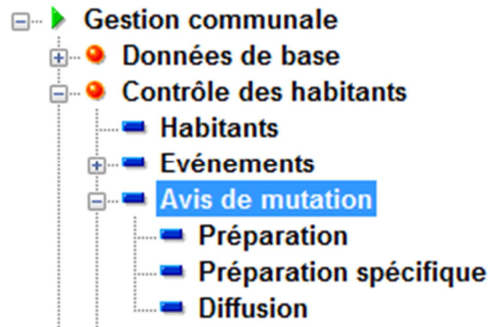 Gestion communale
Données de base
Contrôle des habitants
Habitants
Evénements
Avis de mutation
Préparation
Préparation spécifique
Diffusion